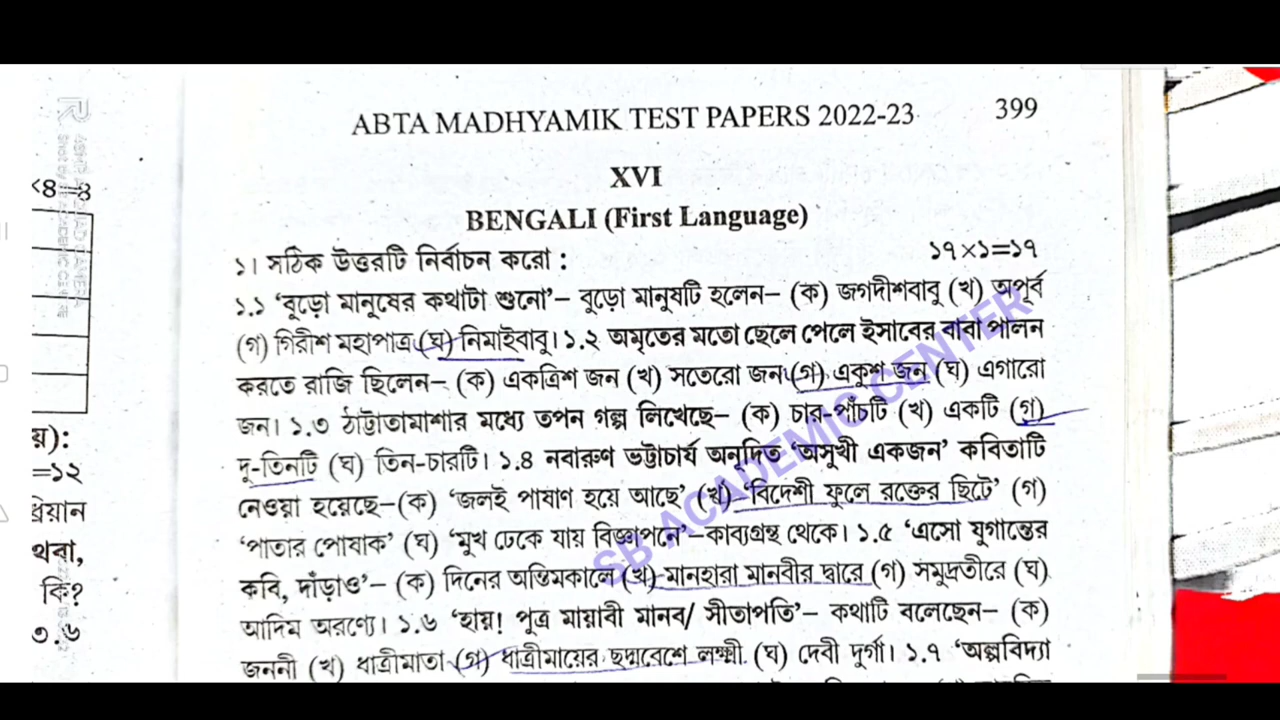 ABTA MADHYAMIK TEST PAPERS 2022-23 399
XVI
BENGALI (First Language)
১। সঠিক উত্তরটি নির্বাচন করো : ১৭×১=১৭
১.১ ‘বুড়ো মানুষের কথাটা শুনো’– বুড়ো মানুষটি হলেন– (ক) জগদীশবাবু (খ) অপূর্ব
(গ) গিরীশ মহাপাত্র (ঘ) নিমাইবাবু। ১.২ অমৃতের মতো ছেলে পেলে ইসাবের বাবা পালন
করতে রাজি ছিলেন– (ক) একত্রিশ জন (খ) সতেরো জন (গ) একুশ জন (ঘ) এগারো
জন। ১.৩ ঠাট্টাতামাশার মধ্যে তপন গল্প লিখেছে– (ক) চার-পাঁচটি (খ) একটি (গ)
দু-তিনটি (ঘ) তিন-চারটি। ১.৪ নবারুণ ভট্টাচার্য অনূদিত ‘অসুখী একজন’ কবিতাটি
নেওয়া হয়েছে–(ক) ‘জলই পাষাণ হয়ে আছে’ (খ) ‘বিদেশী ফুলে রক্তের ছিটে’ (গ)
‘পাতার পোষাক’ (ঘ) ‘মুখ ঢেকে যায় বিজ্ঞাপনে’–কাব্যগ্রন্থ থেকে। ১.৫ ‘এসো যুগান্তের
কবি, দাঁড়াও’– (ক) দিনের অন্তিমকালে (খ) মানহারা মানবীর দ্বারে (গ) সমুদ্রতীরে (ঘ)
আদিম অরণ্যে। ১.৬ ‘হায়! পুত্র মায়াবী মানব/ সীতাপতি’– কথাটি বলেছেন– (ক)
জননী (খ) ধাত্রীমাতা (গ) ধাত্রীমায়ের ছদ্মবেশে লক্ষ্মী (ঘ) দেবী দুর্গা। ১.৭ ‘অল্পবিদ্যা
SB ACADEMIC CENTER
য়):
=১২
থবা,
কি?
৩.৬